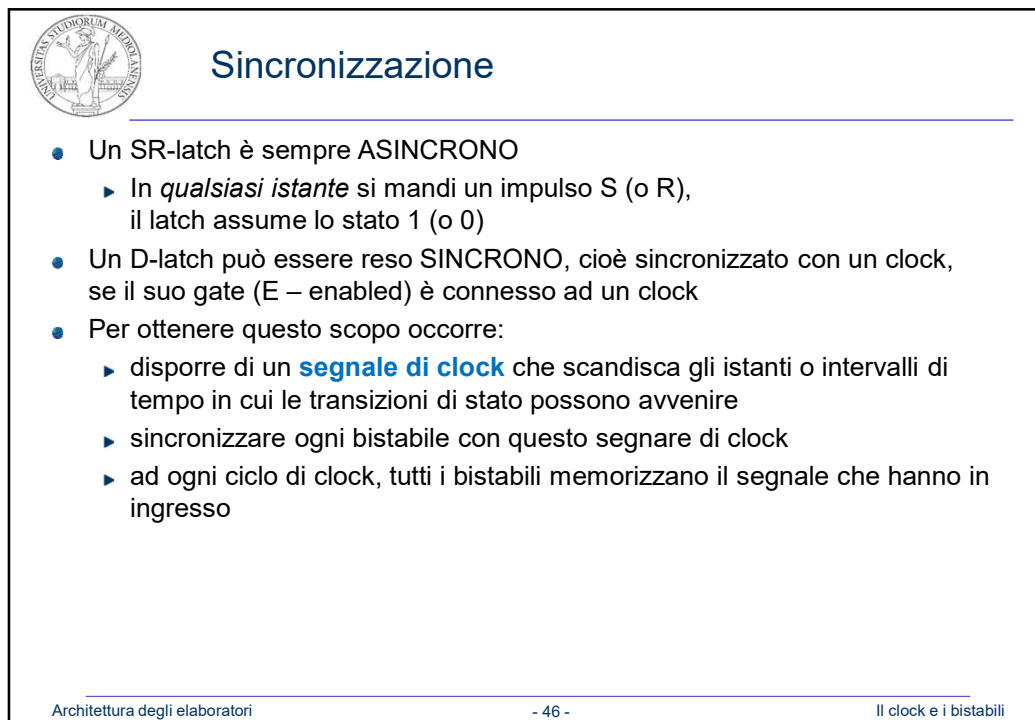 UNIVERSITAS STUDIORUM MEDIOLANENSIS
Sincronizzazione
Un SR-latch è sempre ASINCRONO
In qualsiasi istante si mandi un impulso S (o R),
il latch assume lo stato 1 (o 0)
Un D-latch può essere reso SINCRONO, cioè sincronizzato con un clock,
se il suo gate (E – enabled) è connesso ad un clock
Per ottenere questo scopo occorre:
disporre di un segnale di clock che scandisca gli istanti o intervalli di
tempo in cui le transizioni di stato possono avvenire
sincronizzare ogni bistabile con questo segnare di clock
ad ogni ciclo di clock, tutti i bistabili memorizzano il segnale che hanno in
ingresso
Architettura degli elaboratori
- 46 -
Il clock e i bistabili